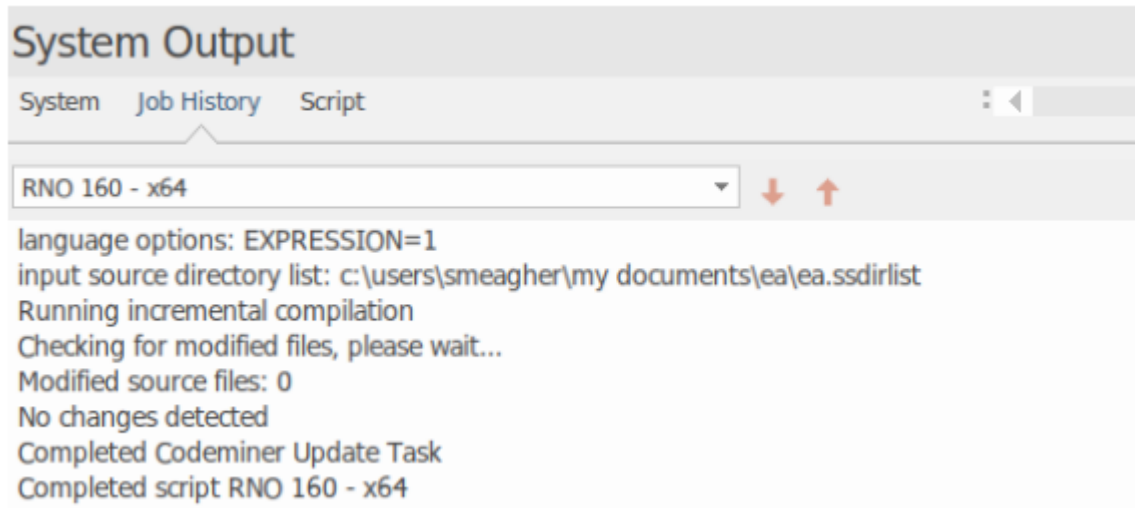 System Output
System Job History Script
RNO 160 - x64
language options: EXPRESSION=1
input source directory list: c:\users\smeagher\my documents\ea\ea.ssdirlist
Running incremental compilation
Checking for modified files, please wait...
Modified source files: 0
No changes detected
Completed Codeminer Update Task
Completed script RNO 160 - x64